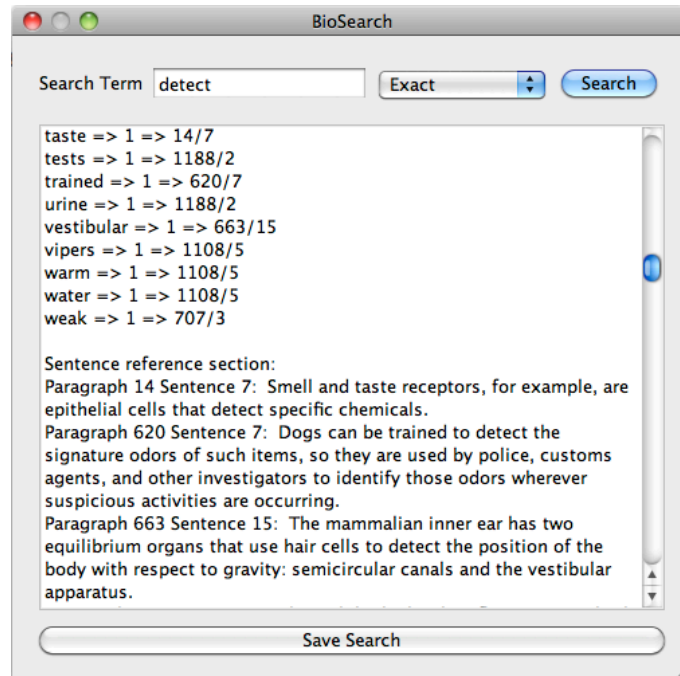 BioSearch
Search Term detect Exact Search
taste => 1 => 14/7
tests => 1 => 1188/2
trained => 1 => 620/7
urine => 1 => 1188/2
vestibular => 1 => 663/15
vipers => 1 => 1108/5
warm => 1 => 1108/5
water => 1 => 1108/5
weak => 1 => 707/3
Sentence reference section:
Paragraph 14 Sentence 7:  Smell and taste receptors, for example, are
epithelial cells that detect specific chemicals.
Paragraph 620 Sentence 7:  Dogs can be trained to detect the
signature odors of such items, so they are used by police, customs
agents, and other investigators to identify those odors wherever
suspicious activities are occurring.
Paragraph 663 Sentence 15:  The mammalian inner ear has two
equilibrium organs that use hair cells to detect the position of the
body with respect to gravity: semicircular canals and the vestibular
apparatus.
Save Search